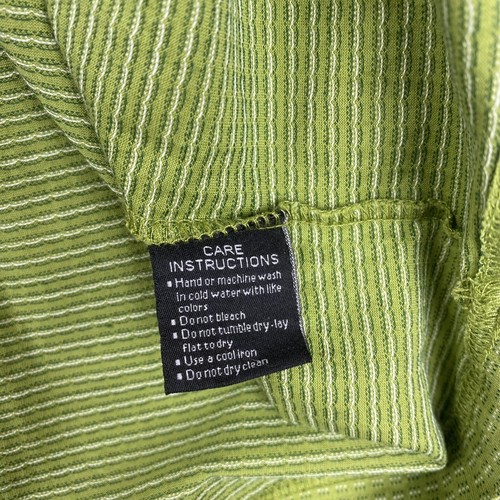 CARE
INSTRUCTIONS
▪ Hand or machine wash
in cold water with like
colors
▪ Do not bleach
▪ Do not tumble dry-lay
flat to dry
▪ Use a cool iron
▪ Do not dry clean